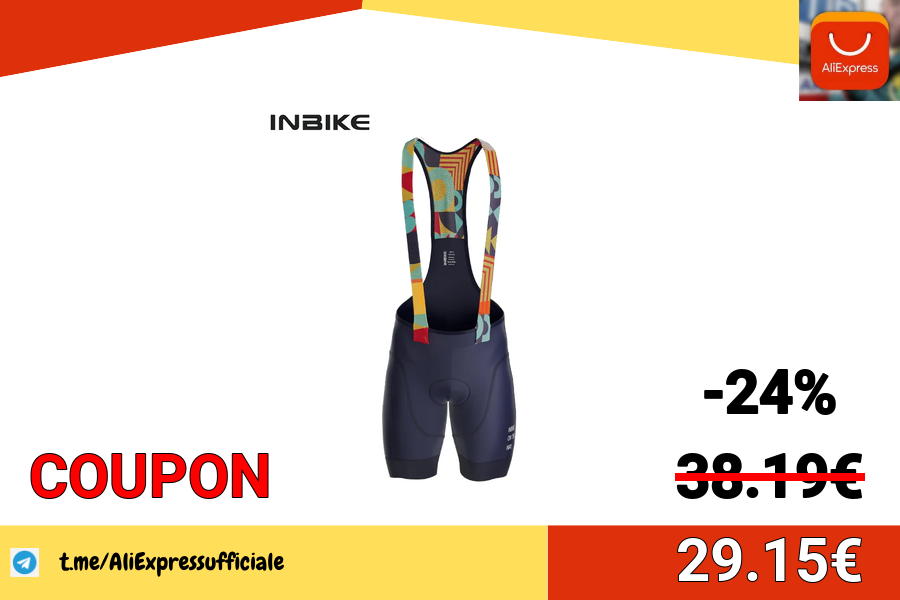 AliExpress
INBIKE
-24%
38.19€
COUPON
29.15€
t.me/AliExpressufficiale